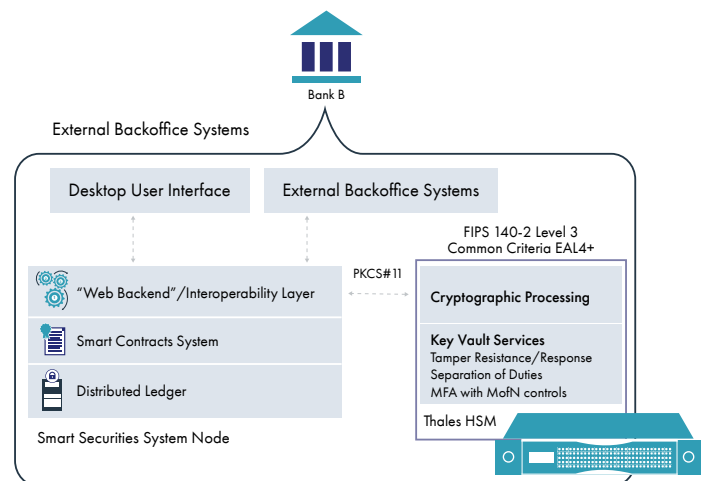 Bank B
External Backoffice Systems
Desktop User Interface
External Backoffice Systems
FIPS 140-2 Level 3
Common Criteria EAL4+
PKCS#11
“Web Backend”/Interoperability Layer
Cryptographic Processing
Smart Contracts System
Key Vault Services
Tamper Resistance/Response
Separation of Duties
MFA with MofN controls
Distributed Ledger
Thales HSM
Smart Securities System Node